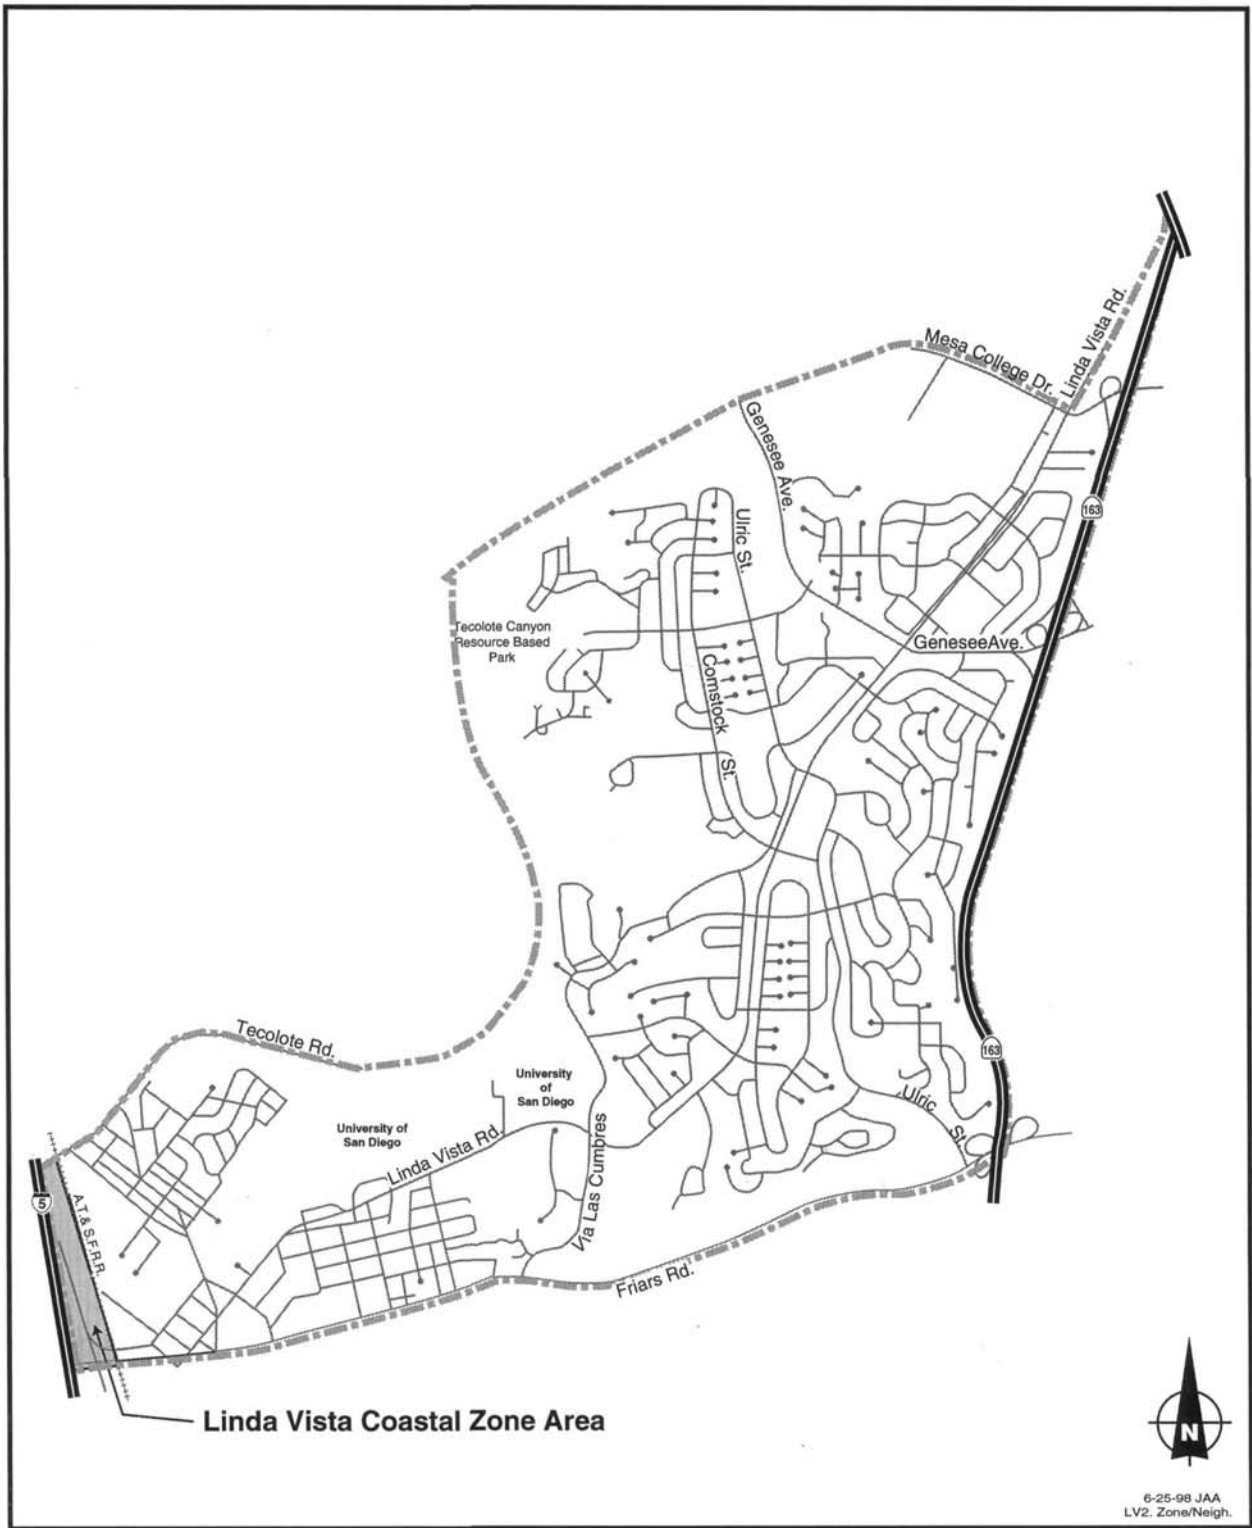 Linda Vista Rd.
Mesa College Dr.
Genesee Ave.
163
Ulric St.
Tecolote Canyon
Resource Based
Park
GeneseeAve.
Comstock
St.
Tecolote Rd.
163
University
of
San Diego
Ulric
St.
University of
San Diego
Linda Vista Rd.
Via Las Cumbres
5
A.T.& S.F.R.R.
Friars Rd.
Linda Vista Coastal Zone Area
N
6-25-98 JAA
LV2. Zone/Neigh.